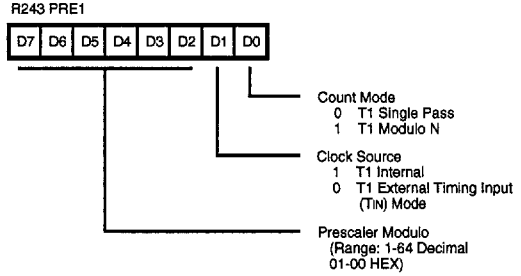 R243 PRE1
D7 D6 D5 D4 D3 D2 D1 D0
Count Mode
0 T1 Single Pass
1 T1 Modulo N
Clock Source
1 T1 Internal
0 T1 External Timing Input
(TIN) Mode
Prescaler Modulo
(Range: 1-64 Decimal
01-00 HEX)